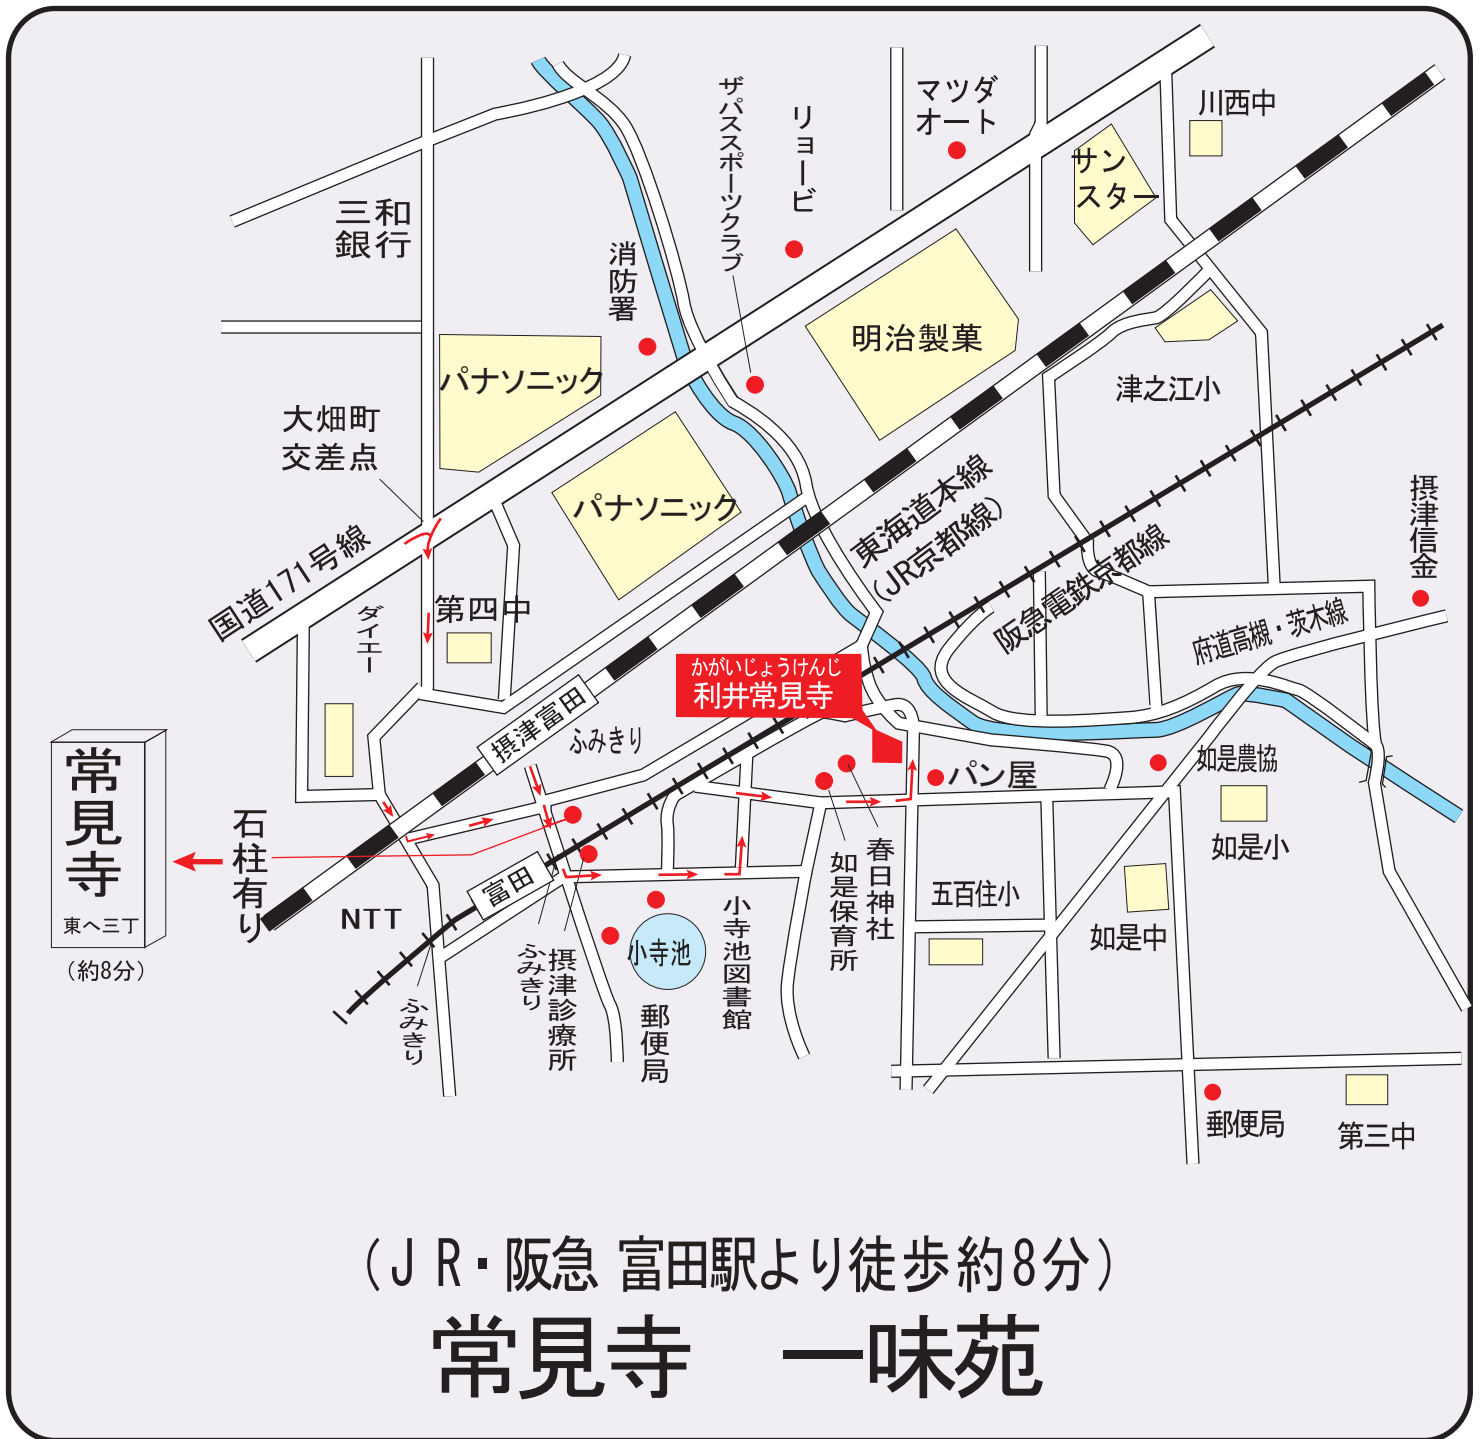 ザパススポーツクラブ
リョービ
マツダ
オート
川西中
サン
スター
三和
銀行
消防署
パナソニック
明治製菓
津之江小
大畑町
交差点
パナソニック
東海道本線
（JR京都線）
阪急電鉄京都線
摂津信金
国道171号線
ダイエー
第四中
府道高槻・茨木線
かがいじょうけんじ
利井常見寺
摂津富田
ふみきり
常見寺
東へ三丁
（約8分）
石柱有り
パン屋
如是農協
如是小
春日神社
如是保育所
富田
NTT
五百住小
如是中
小寺池
小寺池図書館
ふみきり
摂津診療所
ふみきり
郵便局
郵便局
第三中
（ＪＲ・阪急 富田駅より徒歩約8分）
常見寺　一味苑